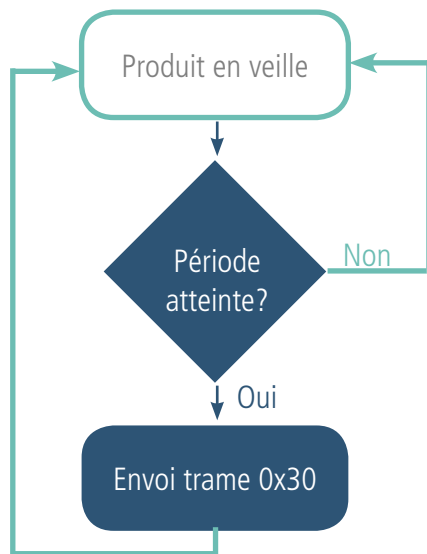 Produit en veille
Période
atteinte?
Non
Oui
Envoi trame 0x30